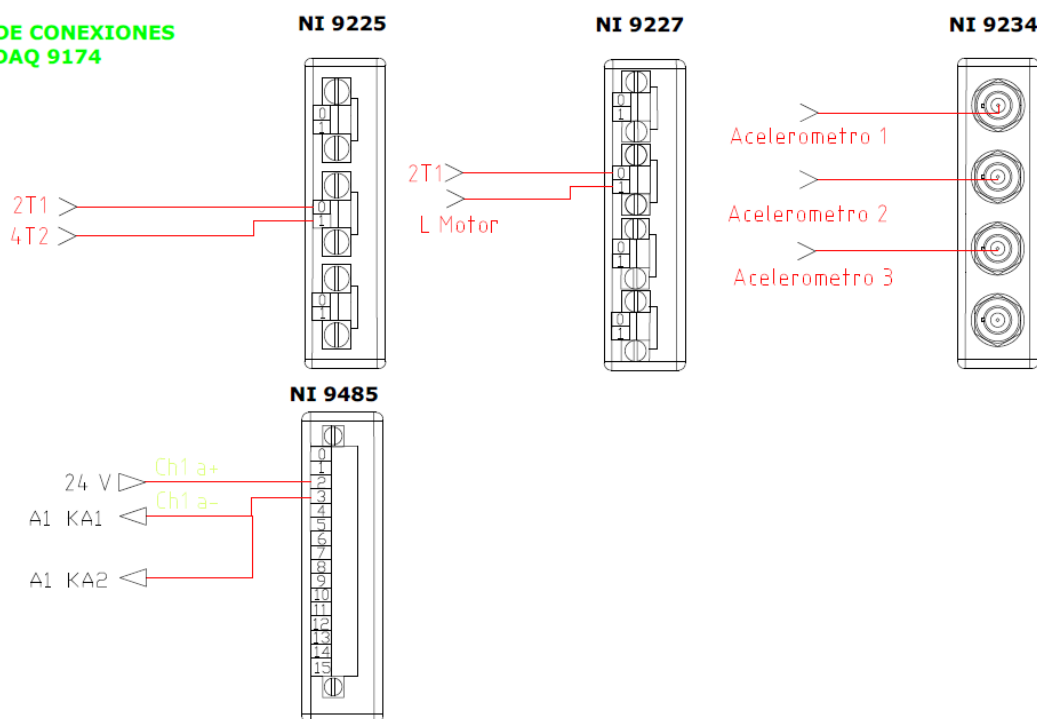 DE CONEXIONES
DAQ 9174
NI 9225
0
1
2T1
4T2
0
1
0
1
NI 9227
0
1
2T1
L Motor
0
1
0
1
0
1
NI 9234
Acelerometro 1
Acelerometro 2
Acelerometro 3
NI 9485
24 V
Ch1 a+
Ch1 a-
A1 KA1
A1 KA2
0
1
2
3
4
5
6
7
8
9
10
11
12
13
14
15